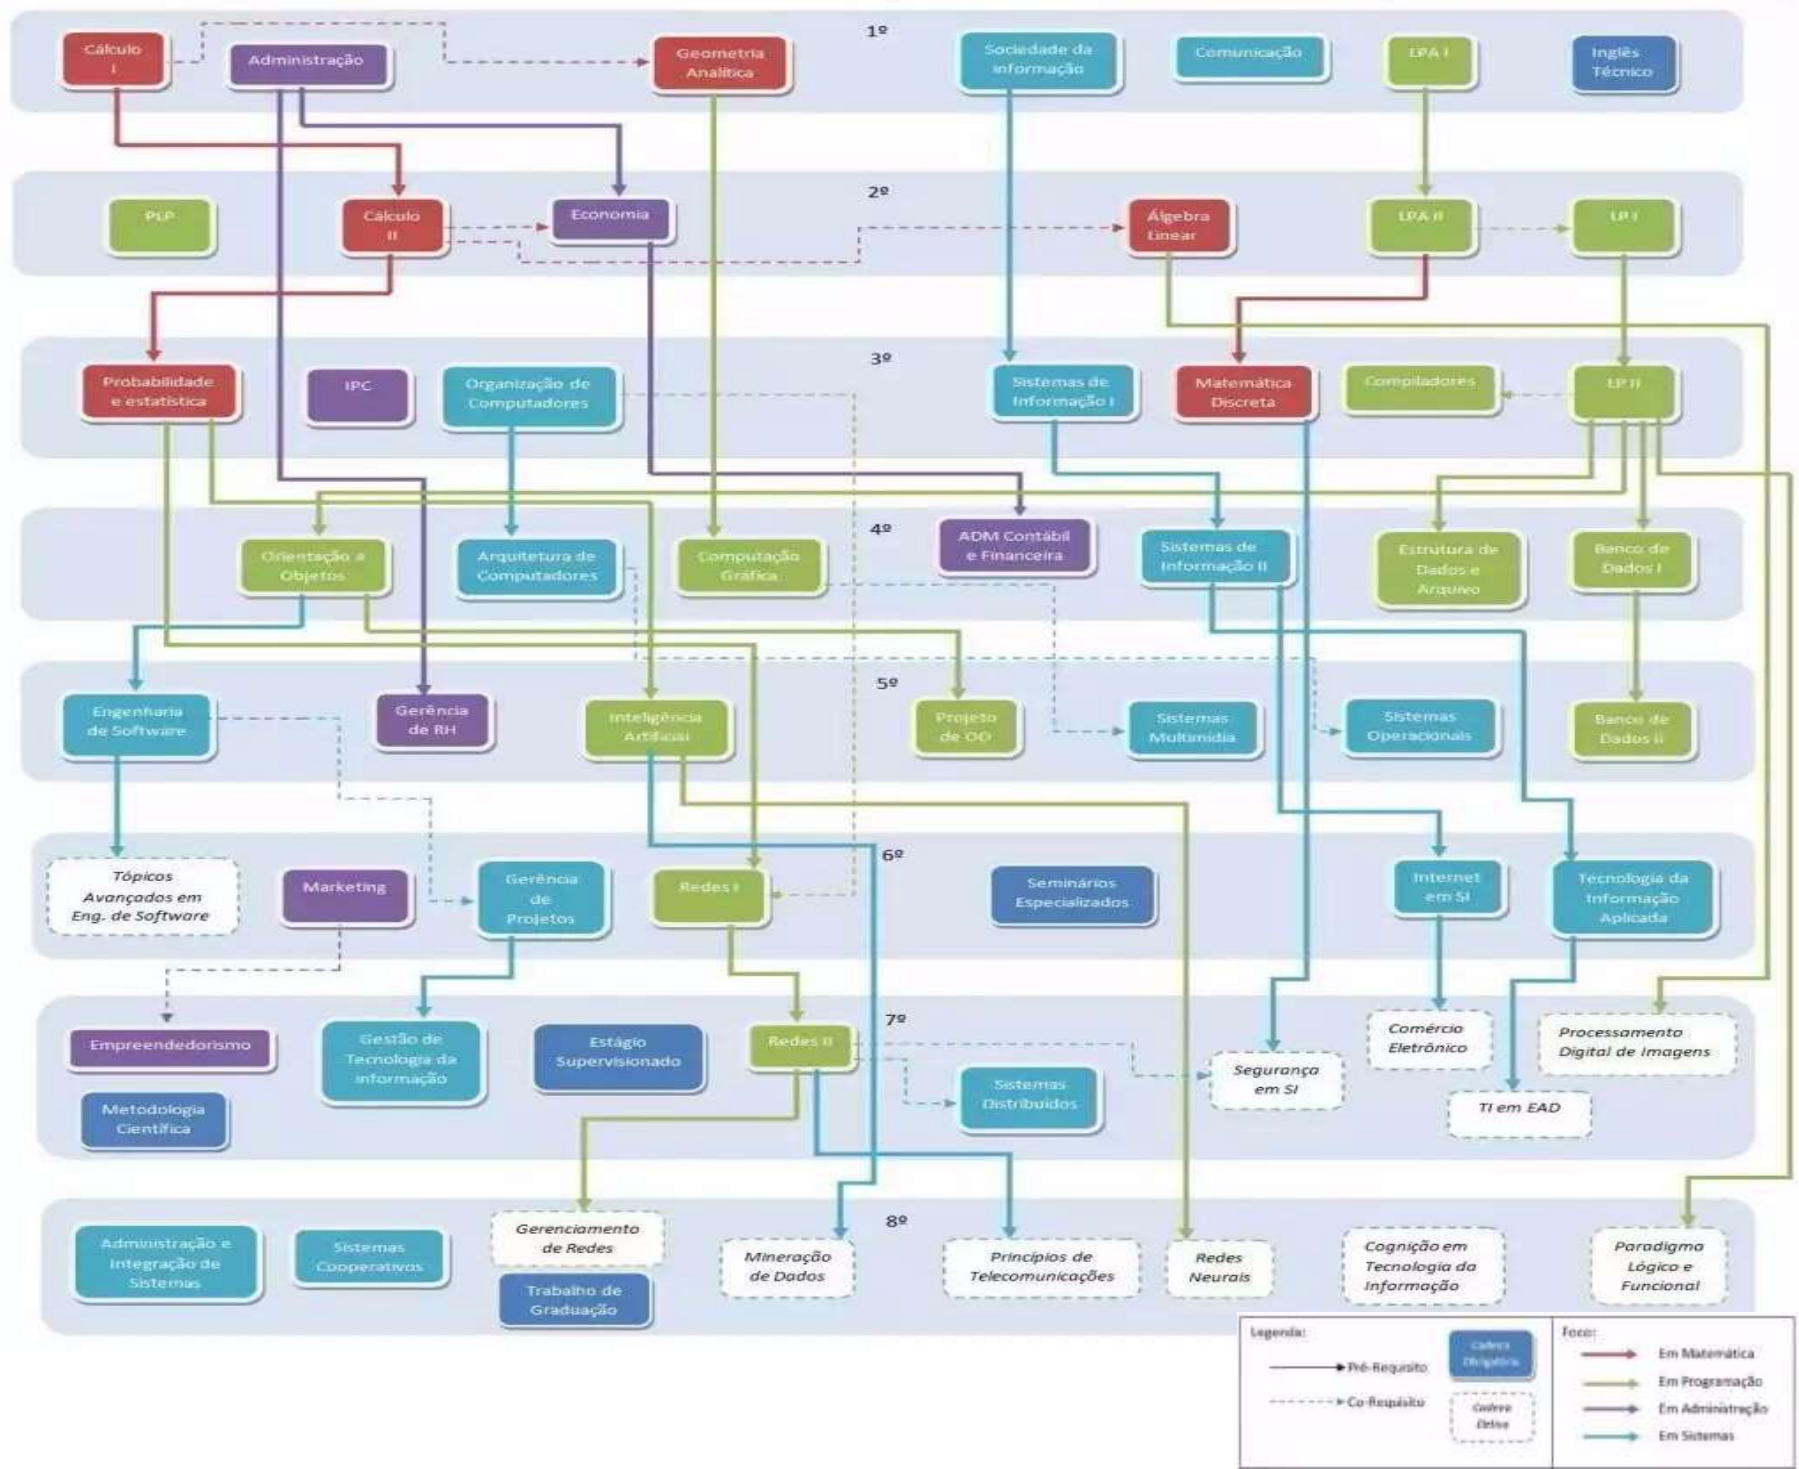 1º
Cálculo
I
Administração
Geometria
Analítica
Sociedade da
informação
Comunicação
LPA I
Inglês
Técnico
2º
PLP
Cálculo
II
Economia
Álgebra
Linear
LPA II
LP I
3º
Probabilidade
e estatística
IPC
Organização de
Computadores
Sistemas de
Informação I
Matemática
Discreta
Compiladores
LP II
4º
Orientação a
Objetos
Arquitetura de
Computadores
Computação
Gráfica
ADM Contábil
e Financeira
Sistemas de
Informação II
Estrutura de
Dados e
Arquivo
Banco de
Dados I
5º
Engenharia
de Software
Gerência
de RH
Inteligência
Artificial
Projeto
de OO
Sistemas
Multimídia
Sistemas
Operacionais
Banco de
Dados ii
6º
Tópicos
Avançados em
Eng. de Software
Marketing
Gerência
de
Projetos
Redes I
Seminários
Especializados
Internet
em SI
Tecnologia da
Informação
Aplicada
7º
Empreendedorismo
Gestão de
Tecnologia da
informação
Estágio
Supervisionado
Redes II
Sistemas
Distribuídos
Segurança
em SI
Comércio
Eletrônico
TI em EAD
Processamento
Digital de Imagens
Metodologia
Científica
8º
Administração e
Integração de
Sistemas
Sistemas
Cooperativos
Gerenciamento
de Redes
Trabalho de
Graduação
Mineração
de Dados
Princípios de
Telecomunicações
Redes
Neurais
Cognição em
Tecnologia da
Informação
Paradigma
Lógico e
Funcional
Legenda:
Pré-Requisito
Co-Requisito
Cadeira
Obrigatória
Cadeira
Eletiva
Foco:
Em Matemática
Em Programação
Em Administração
Em Sistemas